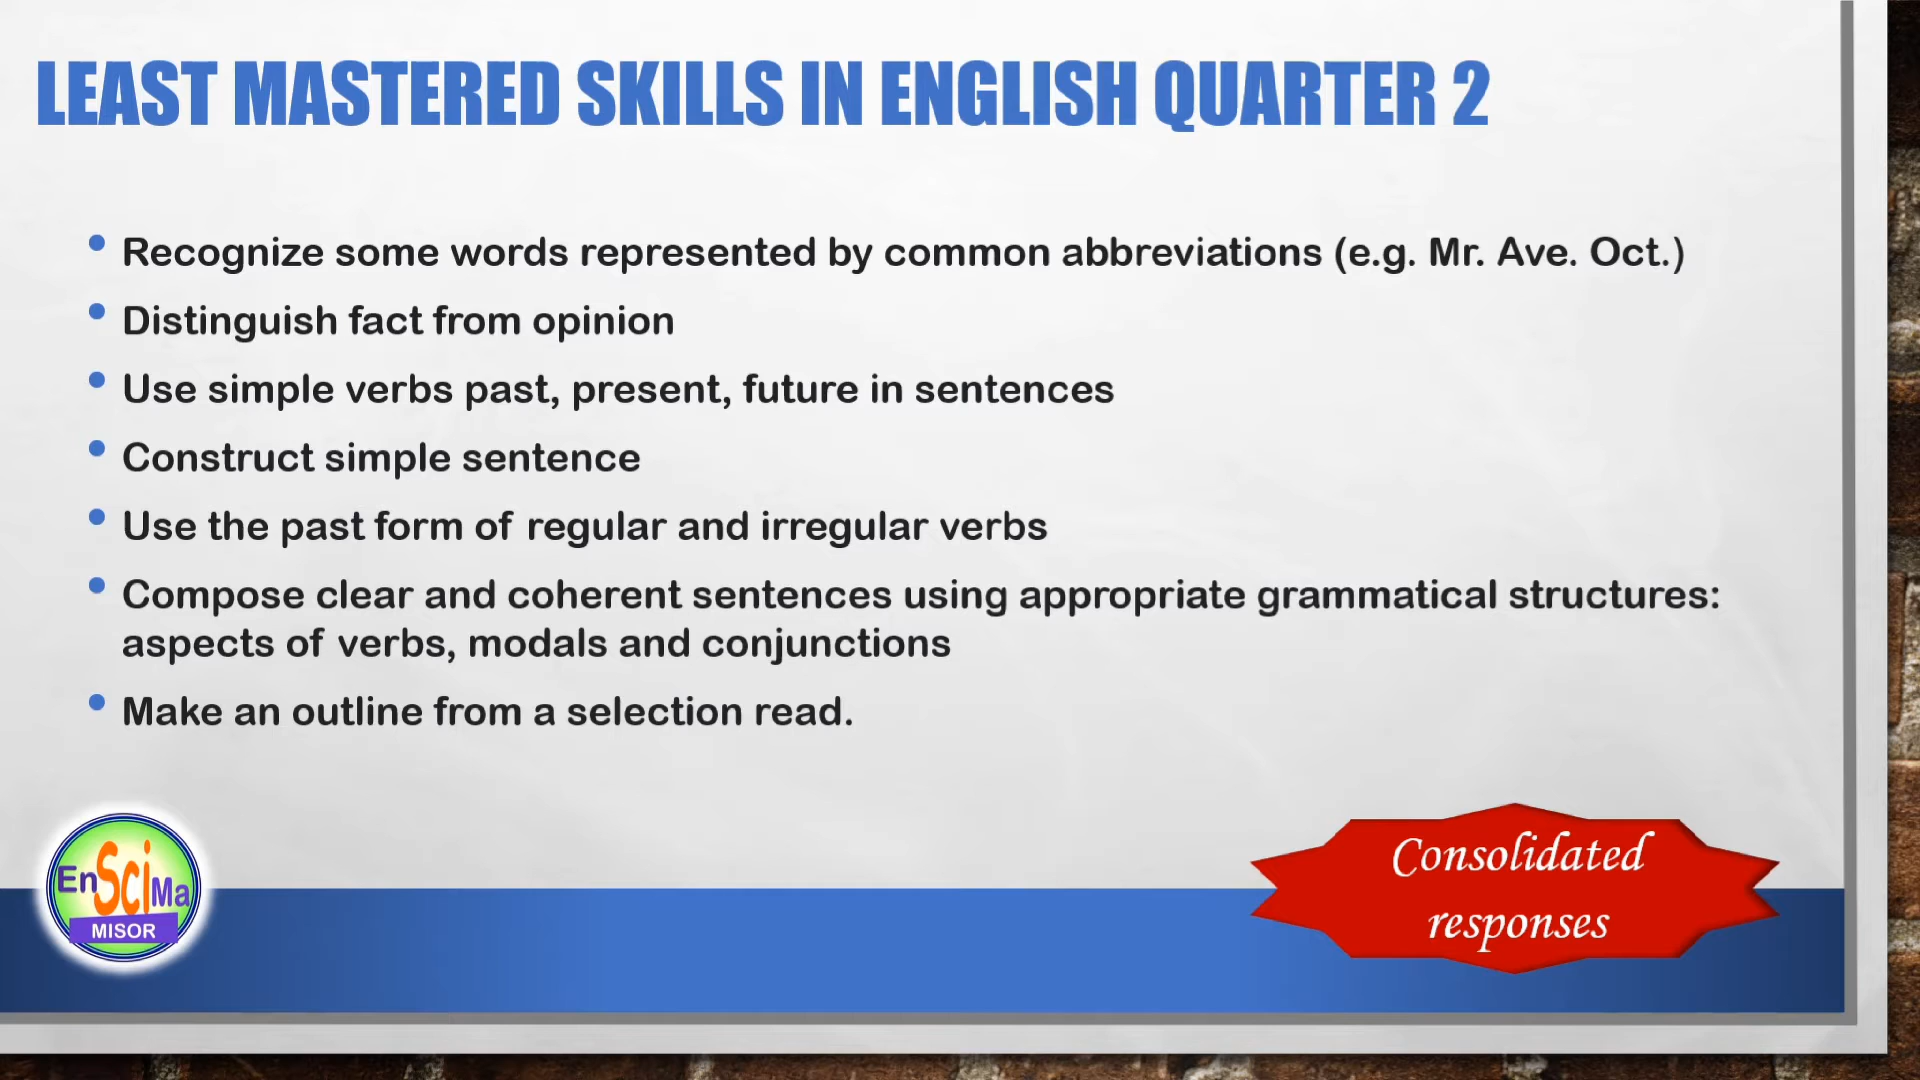 LEAST MASTERED SKILLS IN ENGLISH QUARTER 2
• Recognize some words represented by common abbreviations (e.g. Mr. Ave. Oct.)
• Distinguish fact from opinion
• Use simple verbs past, present, future in sentences
• Construct simple sentence
• Use the past form of regular and irregular verbs
• Compose clear and coherent sentences using appropriate grammatical structures:
aspects of verbs, modals and conjunctions
• Make an outline from a selection read.
EnSciMa
MISOR
Consolidated
responses